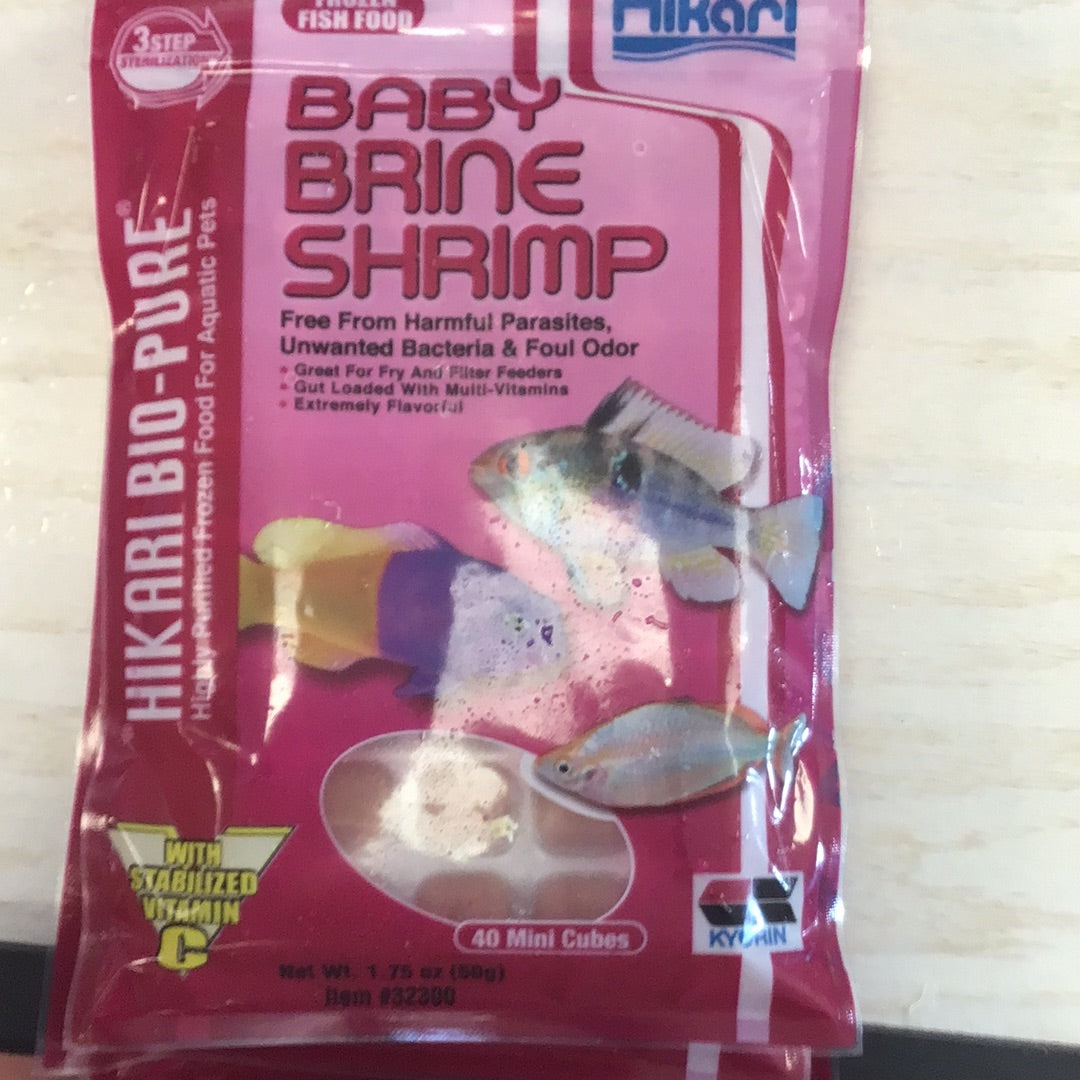 FROZEN
FISH FOOD
Hikari
3 STEP
STERILIZATION
BABY
BRINE
SHRIMP
Free From Harmful Parasites,
Unwanted Bacteria & Foul Odor
• Great For Fry And Filter Feeders
• Gut Loaded With Multi-Vitamins
• Extremely Flavorful
HIKARI BIO-PURE®
Highly Purified Frozen Food For Aquatic Pets
WITH
STABILIZED
VITAMIN
C
40 Mini Cubes
KYORIN
Net Wt. 1.75 oz (50g)
Item #32300